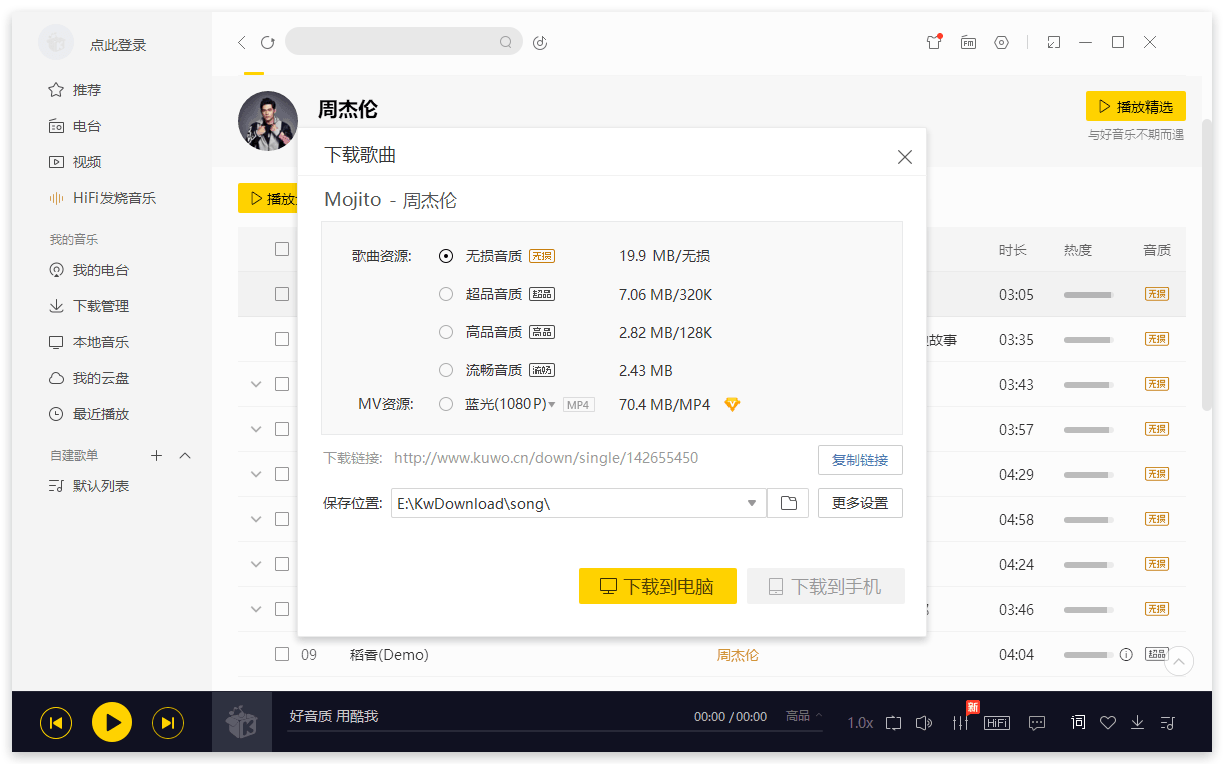 点此登录
推荐
电台
视频
HiFi发烧音乐
我的音乐
我的电台
下载管理
本地音乐
我的云盘
最近播放
自建歌单
默认列表
FM
周杰伦
播放精选
与好音乐不期而遇
播放
时长 热度 音质
03:05 无损
故事 03:35 无损
03:43 无损
03:57 无损
04:29 无损
04:58 无损
04:24 无损
03:46 无损
09 稻香(Demo) 周杰伦 04:04 超品
下载歌曲
Mojito - 周杰伦
歌曲资源: 无损音质 无损 19.9 MB/无损
超品音质 超品 7.06 MB/320K
高品音质 高品 2.82 MB/128K
流畅音质 流畅 2.43 MB
MV资源: 蓝光(1080P) MP4 70.4 MB/MP4
下载链接: http://www.kuwo.cn/down/single/142655450 复制链接
保存位置: E:\KwDownload\song\ 更多设置
下载到电脑 下载到手机
好音质 用酷我 00:00 / 00:00 高品 1.0x 新 HiFi 词